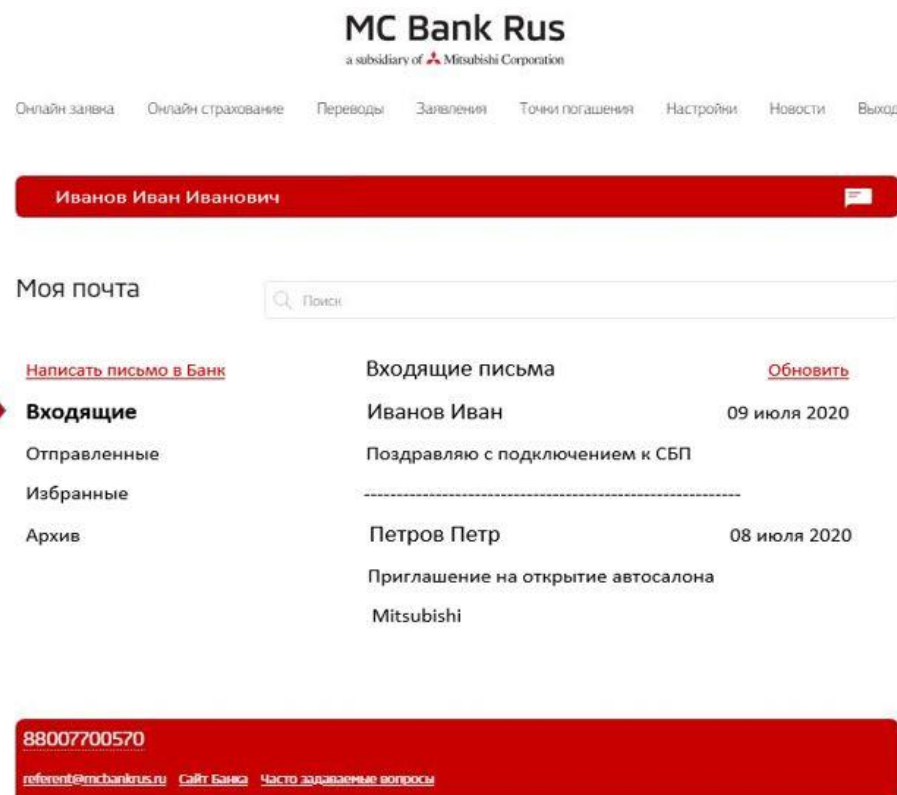 MC Bank Rus
a subsidiary of Mitsubishi Corporation
Онлайн заявка Онлайн страхование Переводы Заявления Точки погашения Настройки Новости Выход
Иванов Иван Иванович
Моя почта
Поиск
Написать письмо в Банк
Входящие
Отправленные
Избранные
Архив
Входящие письма Обновить
Иванов Иван 09 июля 2020
Поздравляю с подключением к СБП
----------------------------------------------------------
Петров Петр 08 июля 2020
Приглашение на открытие автосалона
Mitsubishi
88007700570
referent@mcbankrus.ru Сайт Банка Часто задаваемые вопросы